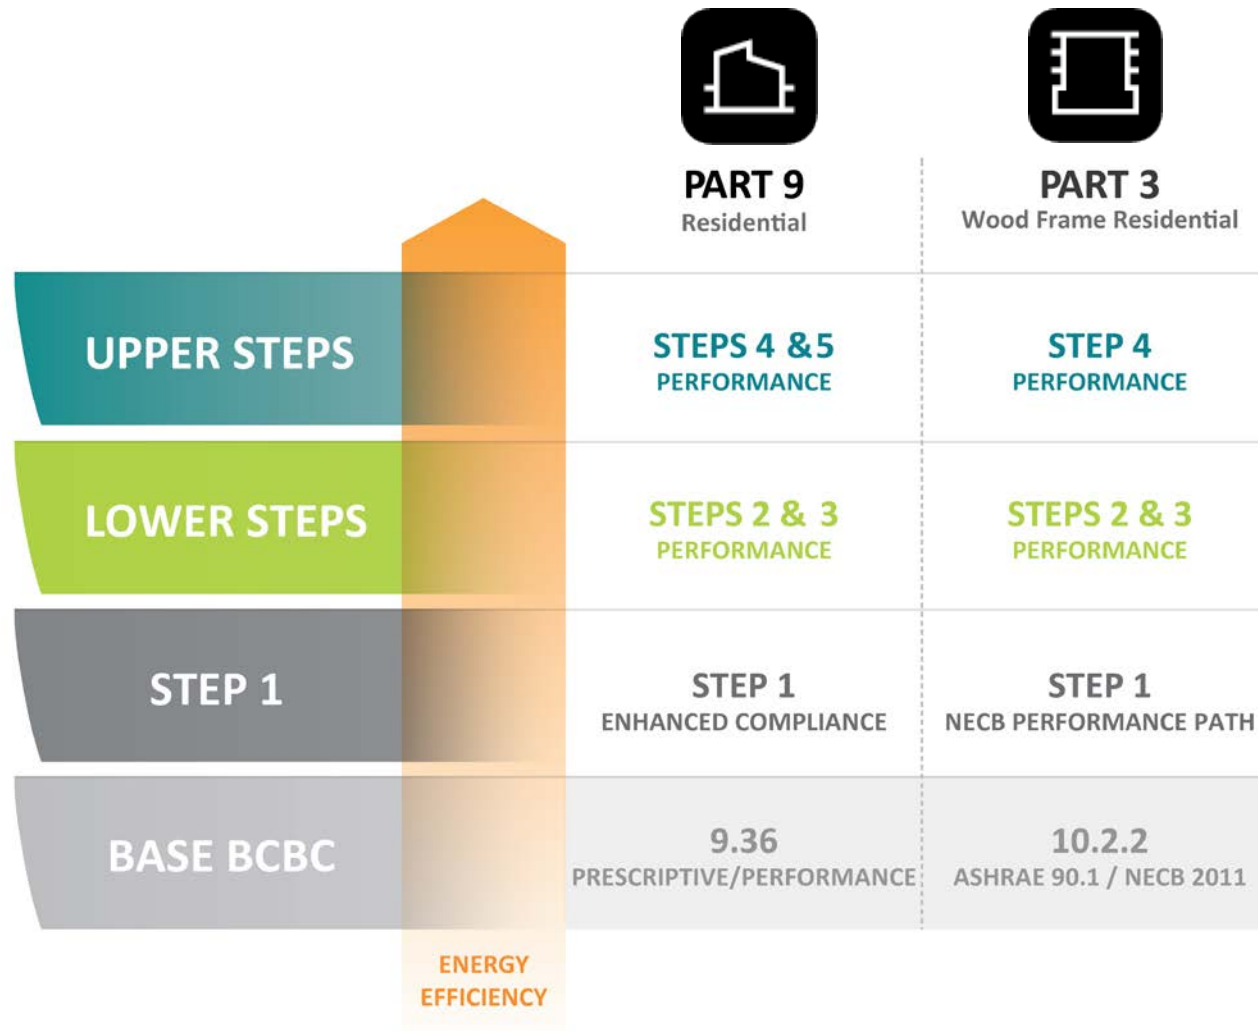 PART 9
Residential
PART 3
Wood Frame Residential
UPPER STEPS
STEPS 4 &5
PERFORMANCE
STEP 4
PERFORMANCE
LOWER STEPS
STEPS 2 & 3
PERFORMANCE
STEPS 2 & 3
PERFORMANCE
STEP 1
STEP 1
ENHANCED COMPLIANCE
STEP 1
NECB PERFORMANCE PATH
BASE BCBC
9.36
PRESCRIPTIVE/PERFORMANCE
10.2.2
ASHRAE 90.1 / NECB 2011
ENERGY
EFFICIENCY